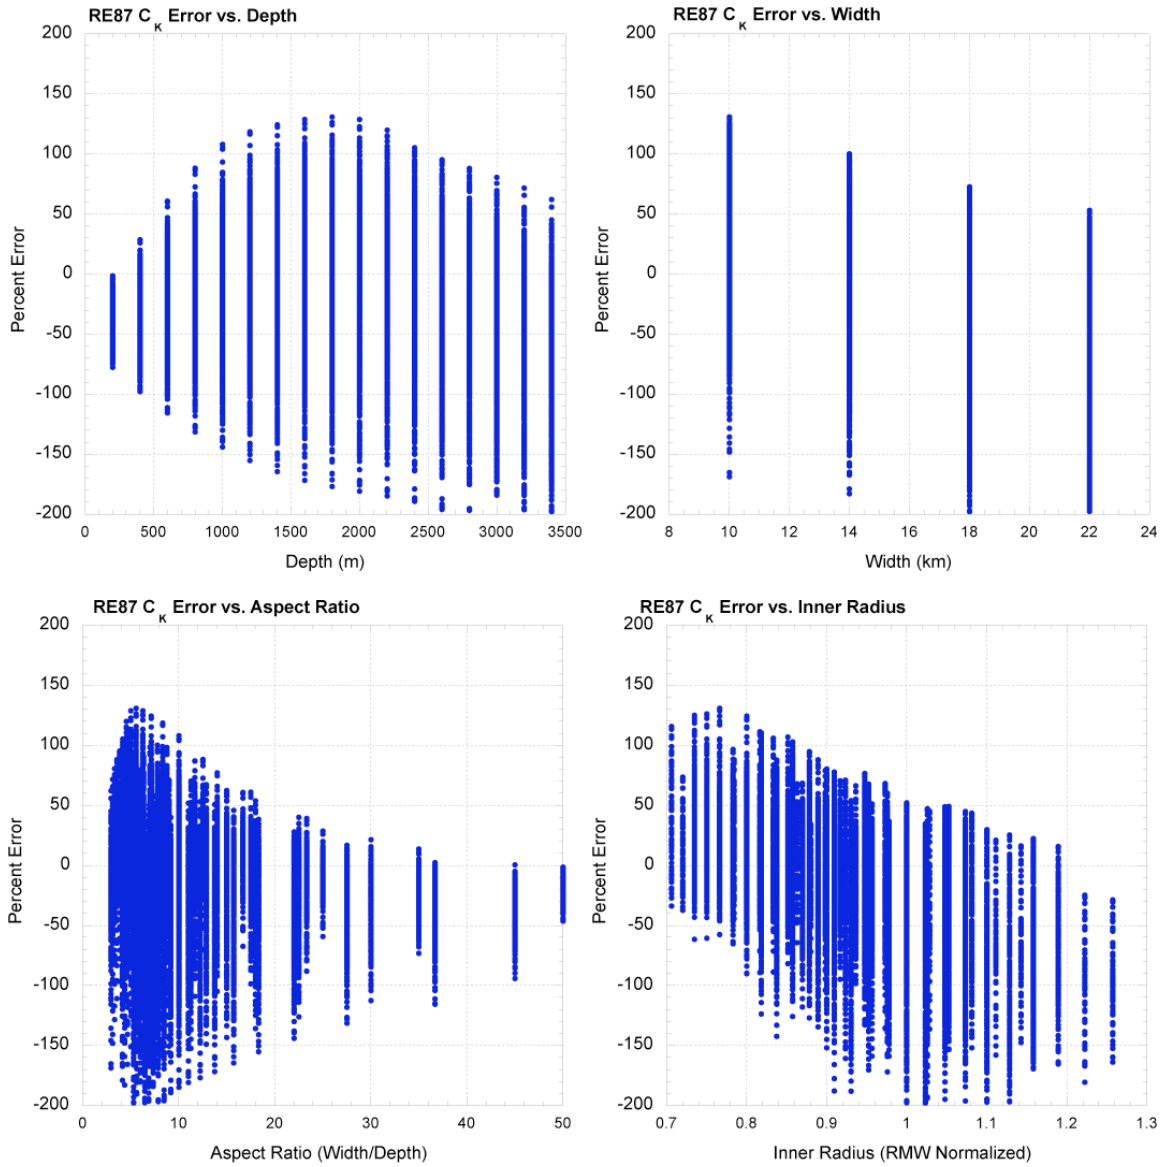 RE87 C_K Error vs. Depth
200
150
100
50
0
-50
-100
-150
-200
Percent Error
0 500 1000 1500 2000 2500 3000 3500
Depth (m)
RE87 C_K Error vs. Width
200
150
100
50
0
-50
-100
-150
-200
Percent Error
8 10 12 14 16 18 20 22 24
Width (km)
RE87 C_K Error vs. Aspect Ratio
200
150
100
50
0
-50
-100
-150
-200
Percent Error
0 10 20 30 40 50
Aspect Ratio (Width/Depth)
RE87 C_K Error vs. Inner Radius
200
150
100
50
0
-50
-100
-150
-200
Percent Error
0.7 0.8 0.9 1 1.1 1.2 1.3
Inner Radius (RMW Normalized)